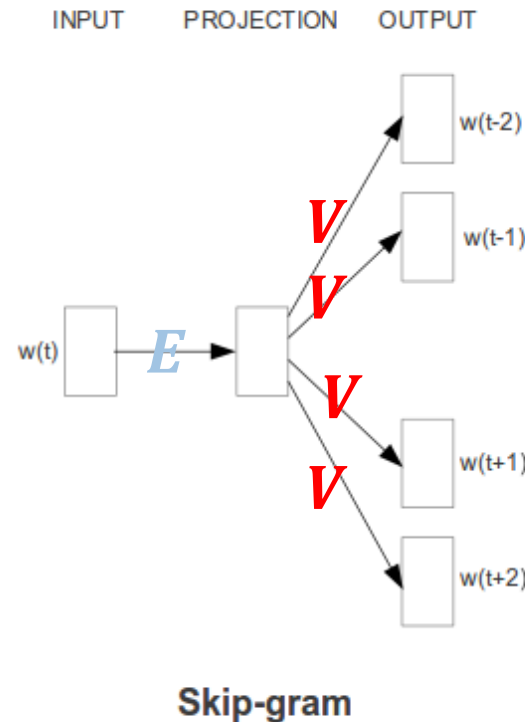 INPUT PROJECTION OUTPUT
w(t-2)
V
w(t-1)
V
w(t)
E
V
w(t+1)
V
w(t+2)
Skip-gram